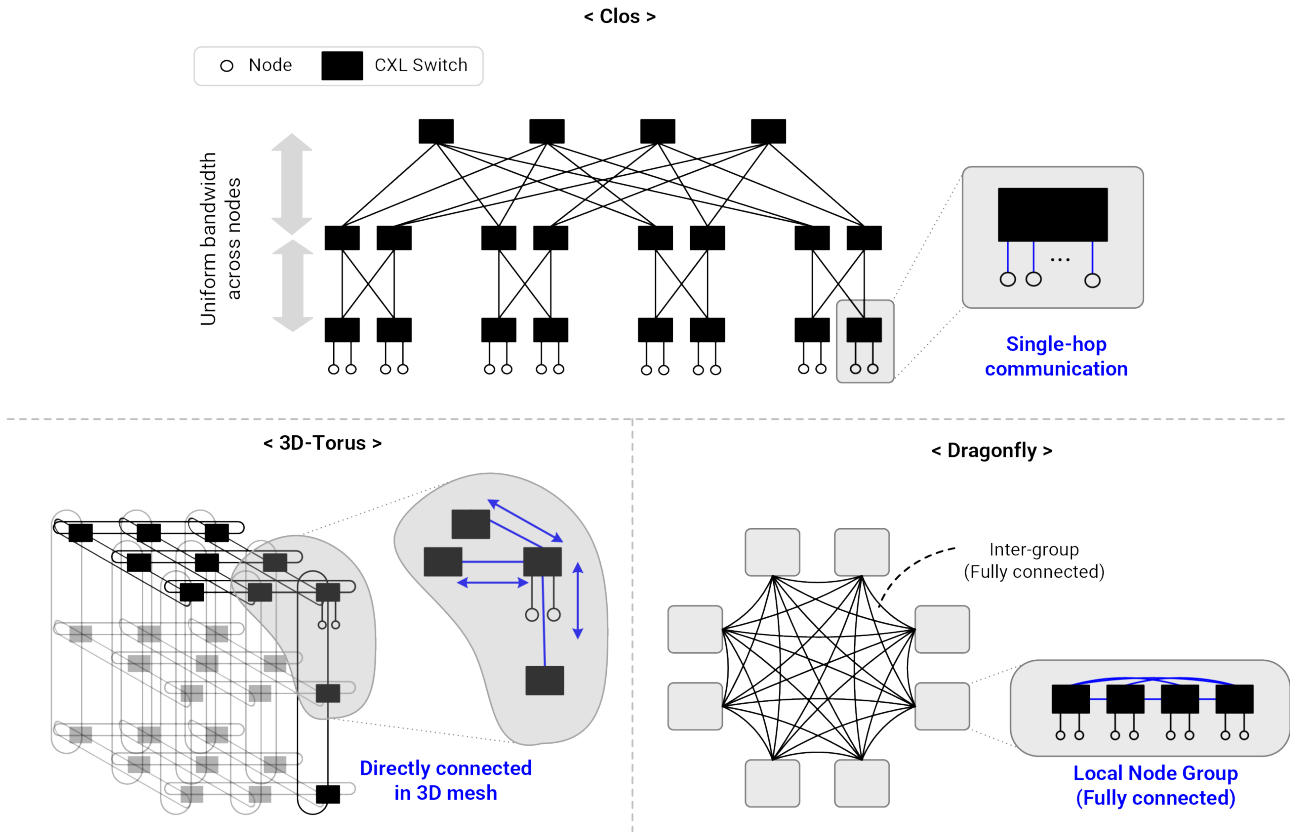 < Clos >
Node
CXL Switch
Uniform bandwidth
across nodes
...
Single-hop
communication
< 3D-Torus >
Directly connected
in 3D mesh
< Dragonfly >
Inter-group
(Fully connected)
Local Node Group
(Fully connected)